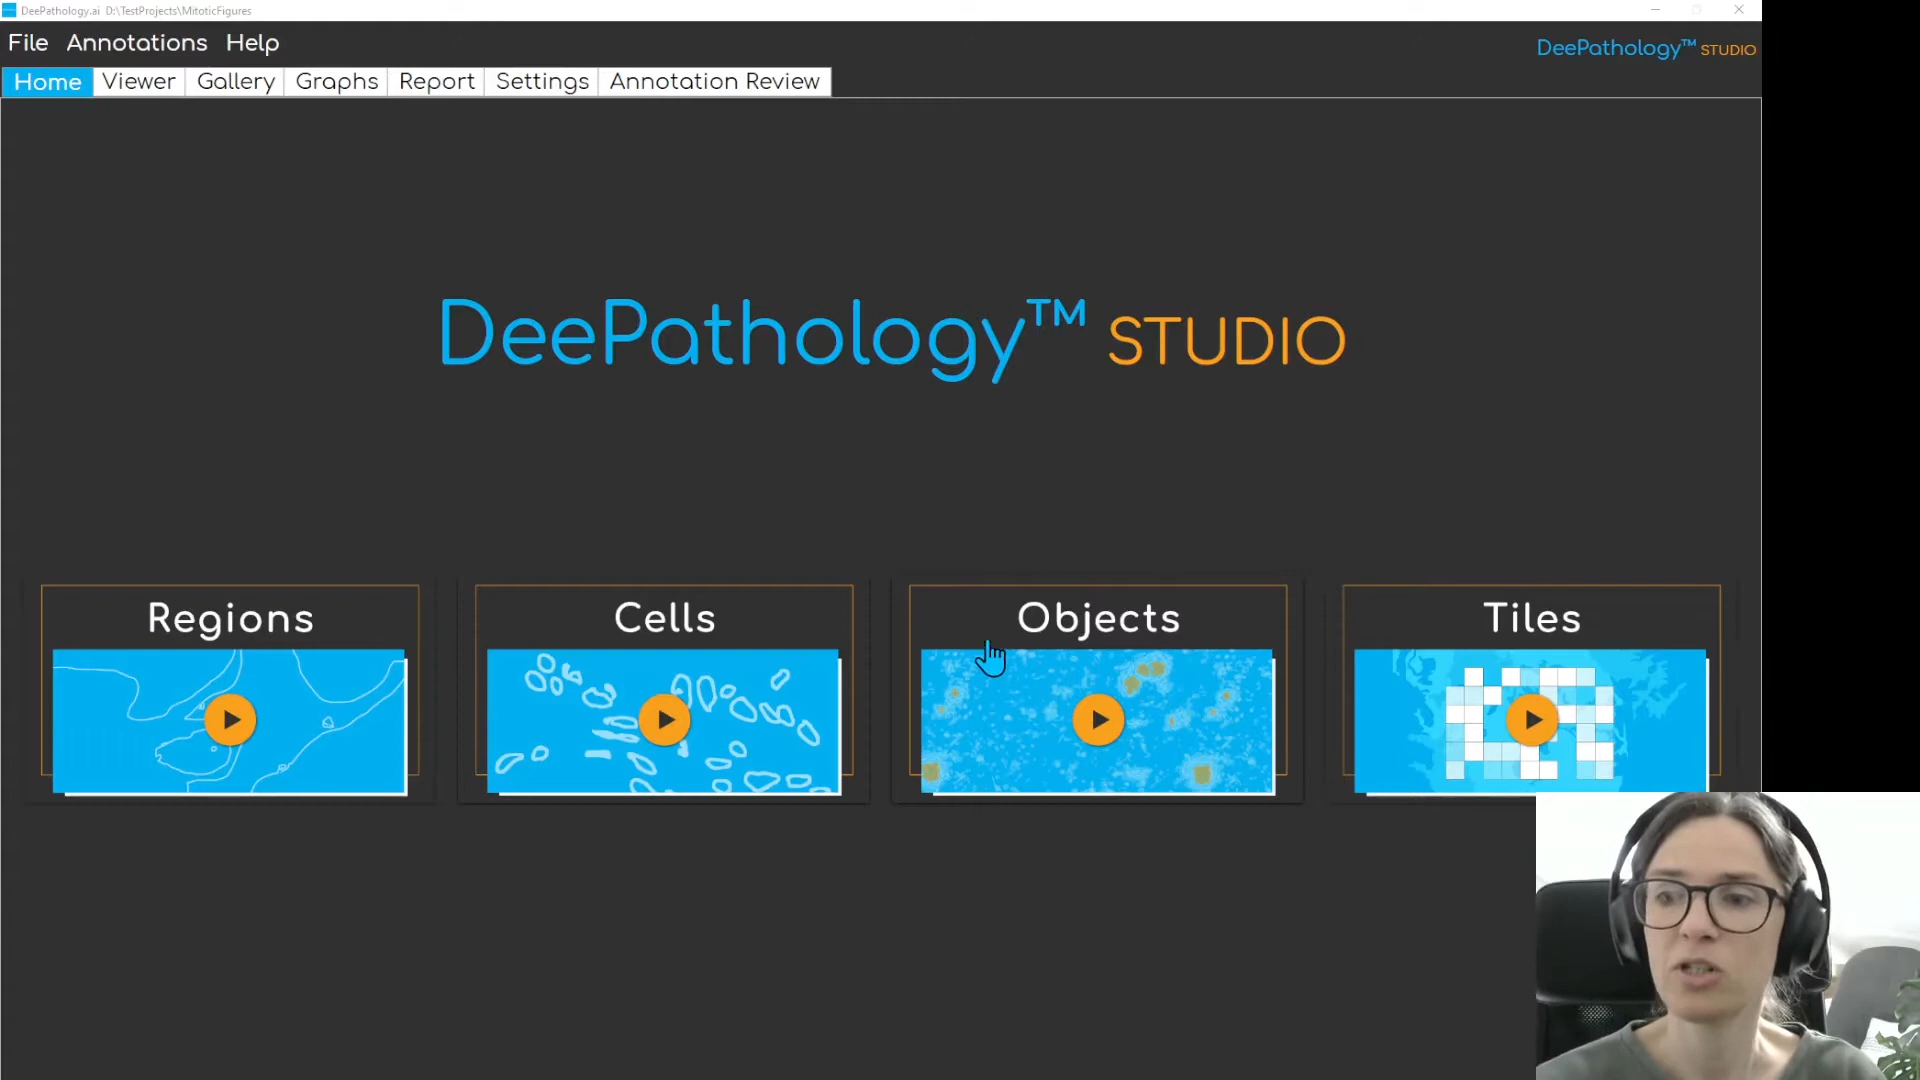 DeePathology.ai D:\TestProjects\MitoticFigures
File Annotations Help
DeePathology™ STUDIO
Home Viewer Gallery Graphs Report Settings Annotation Review
DeePathology™ STUDIO
Regions Cells Objects Tiles